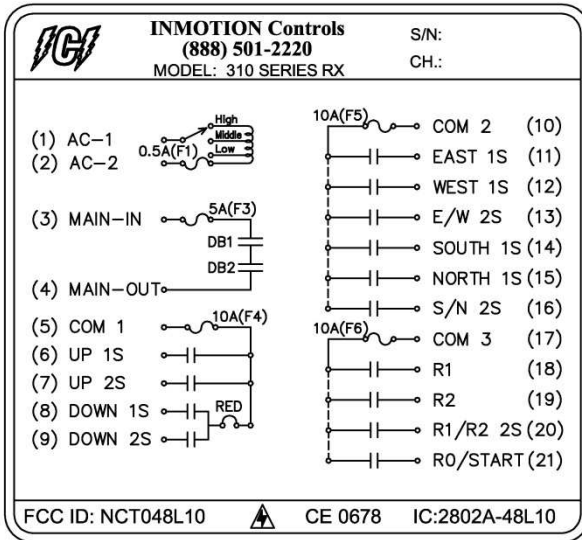 ICI
INMOTION Controls
(888) 501-2220
MODEL: 310 SERIES RX
S/N:
CH.:
(1) AC-1
(2) AC-2
0.5A(F1)
High
Middle
Low
(3) MAIN-IN
5A(F3)
DB1
DB2
(4) MAIN-OUT
(5) COM 1
10A(F4)
(6) UP 1S
(7) UP 2S
(8) DOWN 1S
RED
(9) DOWN 2S
10A(F5)
COM 2 (10)
EAST 1S (11)
WEST 1S (12)
E/W 2S (13)
SOUTH 1S (14)
NORTH 1S (15)
S/N 2S (16)
10A(F6)
COM 3 (17)
R1 (18)
R2 (19)
R1/R2 2S (20)
R0/START (21)
FCC ID: NCT048L10
CE 0678
IC:2802A-48L10